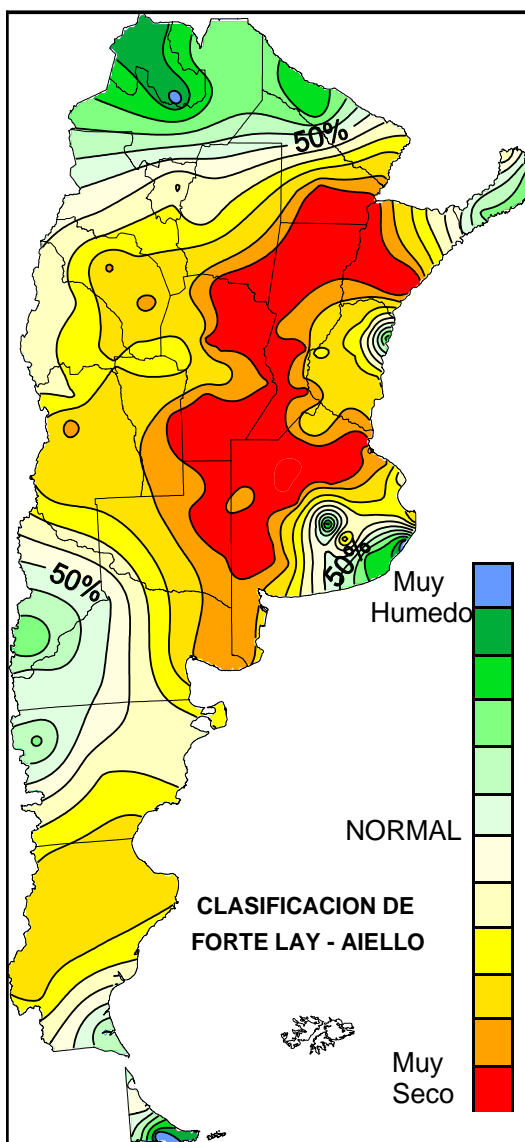 50%
50%
50%
Muy
Humedo
NORMAL
CLASIFICACION DE
FORTE LAY - AIELLO
Muy
Seco